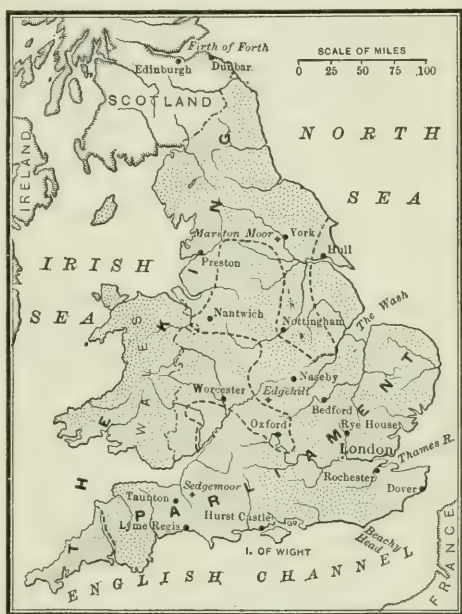 Firth of Forth
Edinburgh
Dunbar
SCALE OF MILES
0 25 50 75 100
SCOTLAND
IRELAND
NORTH
SEA
Marston Moor
York
Hull
Preston
IRISH
SEA
Nantwich
Nottingham
The Wash
WALES
Naseby
Worcester
Edgehill
Bedford
Oxford
Rye House
London
Thames R.
Rochester
Dover
THE KING
PARLIAMENT
Sedgemoor
Taunton
Lyme Regis
Hurst Castle
I. OF WIGHT
Beachy
Head
ENGLISH CHANNEL
FRANCE